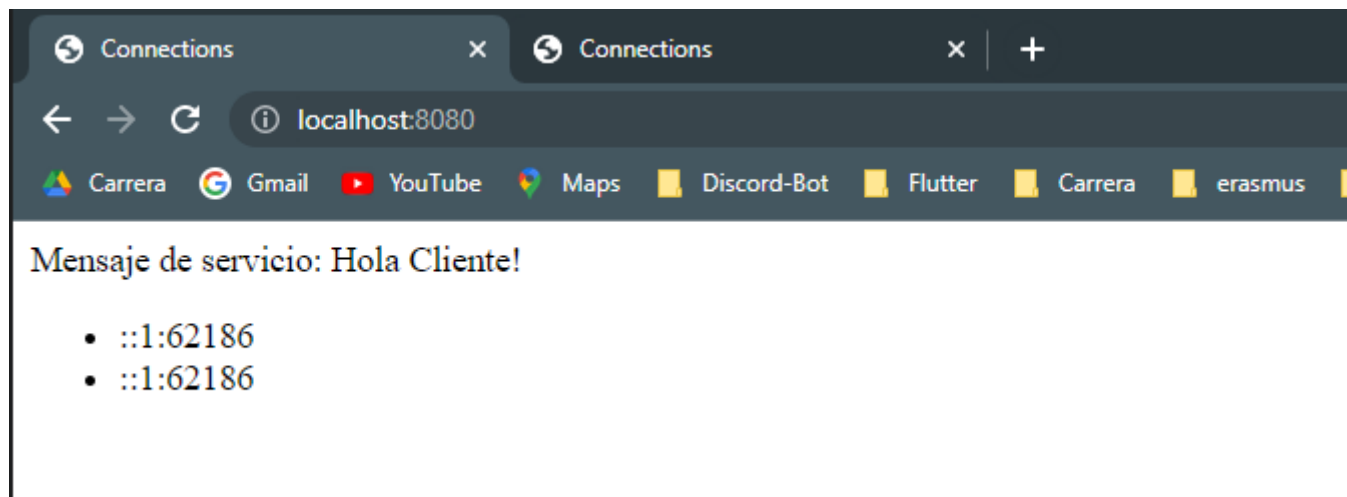 Connections Connections
localhost:8080
Carrera Gmail YouTube Maps Discord-Bot Flutter Carrera erasmus
Mensaje de servicio: Hola Cliente!
• ::1:62186
• ::1:62186